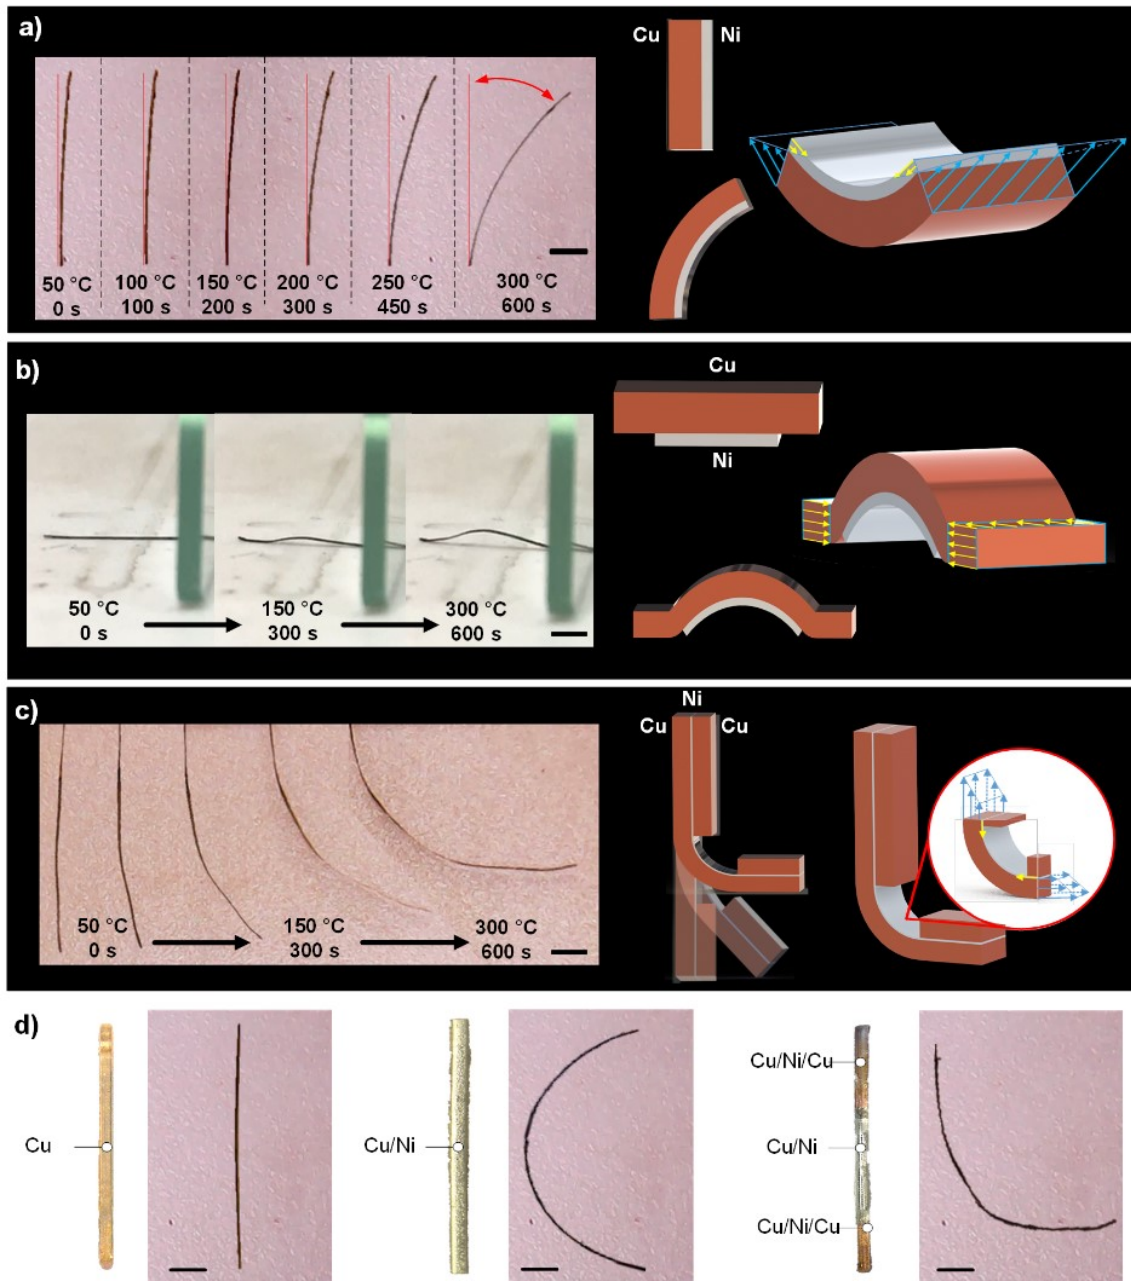 a)
Cu Ni
50 °C 100 °C 150 °C 200 °C 250 °C 300 °C
0 s 100 s 200 s 300 s 450 s 600 s
b)
Cu
Ni
50 °C 150 °C 300 °C
0 s 300 s 600 s
c)
Ni
Cu Cu
50 °C 150 °C 300 °C
0 s 300 s 600 s
d)
Cu/Ni/Cu
Cu Cu/Ni Cu/Ni
Cu/Ni/Cu